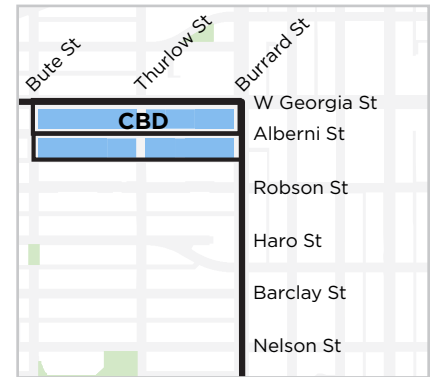 Bute St
Thurlow St
Burrard St
W Georgia St
CBD
Alberni St
Robson St
Haro St
Barclay St
Nelson St